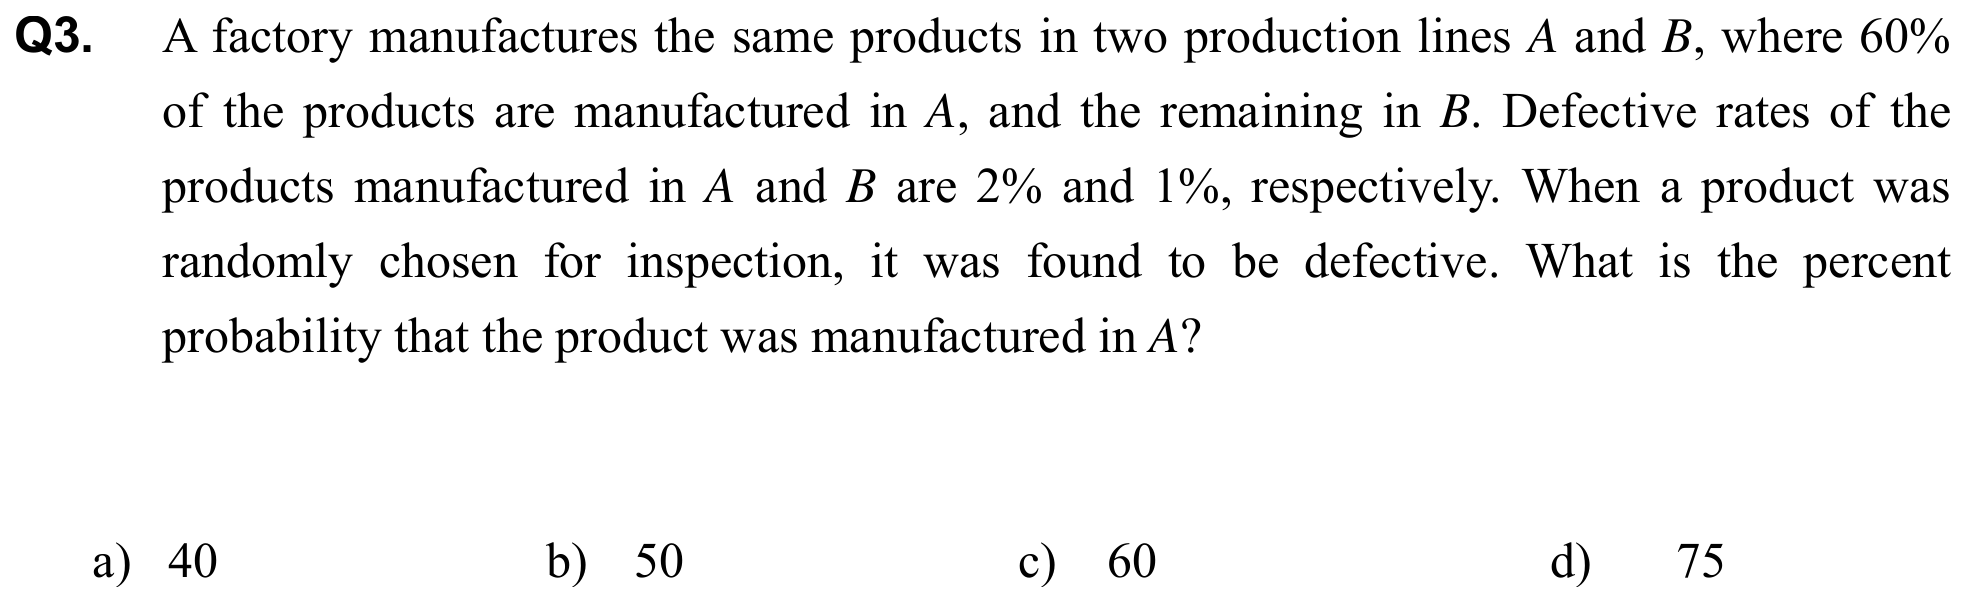 Q3. A factory manufactures the same products in two production lines A and B, where 60%
of the products are manufactured in A, and the remaining in B. Defective rates of the
products manufactured in A and B are 2% and 1%, respectively. When a product was
randomly chosen for inspection, it was found to be defective. What is the percent
probability that the product was manufactured in A?
a) 40 b) 50 c) 60 d) 75